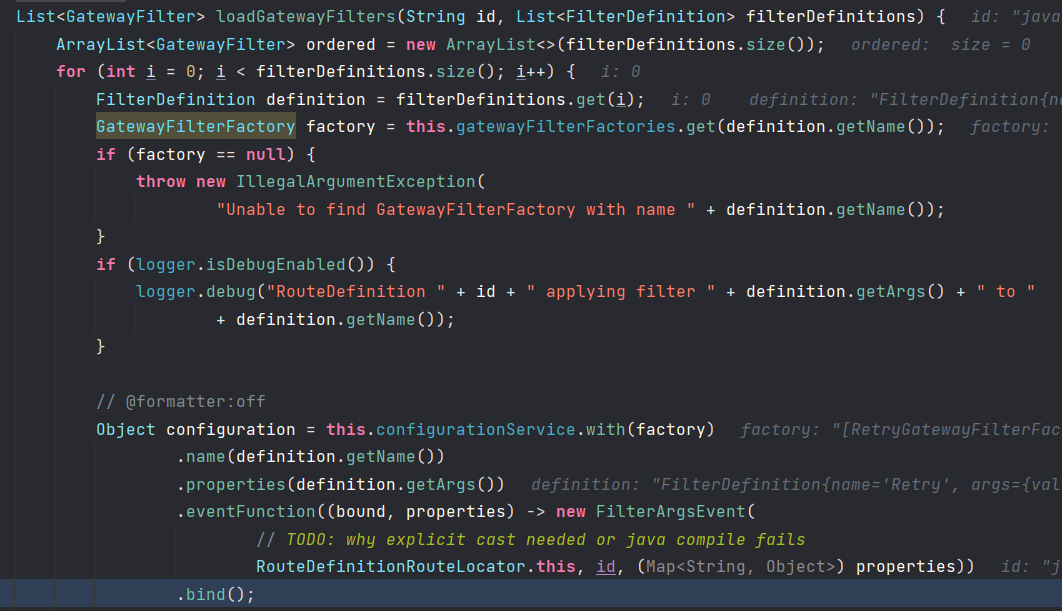 List<GatewayFilter> loadGatewayFilters(String id, List<FilterDefinition> filterDefinitions) {   id: "java
    ArrayList<GatewayFilter> ordered = new ArrayList<>(filterDefinitions.size());   ordered:  size = 0
    for (int i = 0; i < filterDefinitions.size(); i++) {   i: 0
        FilterDefinition definition = filterDefinitions.get(i);   i: 0    definition: "FilterDefinition{n
        GatewayFilterFactory factory = this.gatewayFilterFactories.get(definition.getName());   factory:
        if (factory == null) {
            throw new IllegalArgumentException(
                    "Unable to find GatewayFilterFactory with name " + definition.getName());
        }
        if (logger.isDebugEnabled()) {
            logger.debug("RouteDefinition " + id + " applying filter " + definition.getArgs() + " to "
                    + definition.getName());
        }
        // @formatter:off
        Object configuration = this.configurationService.with(factory)   factory: "[RetryGatewayFilterFac
                .name(definition.getName())
                .properties(definition.getArgs())   definition: "FilterDefinition{name='Retry', args={val
                .eventFunction((bound, properties) -> new FilterArgsEvent(
                        // TODO: why explicit cast needed or java compile fails
                        RouteDefinitionRouteLocator.this, id, (Map<String, Object>) properties))   id: "j
                .bind();